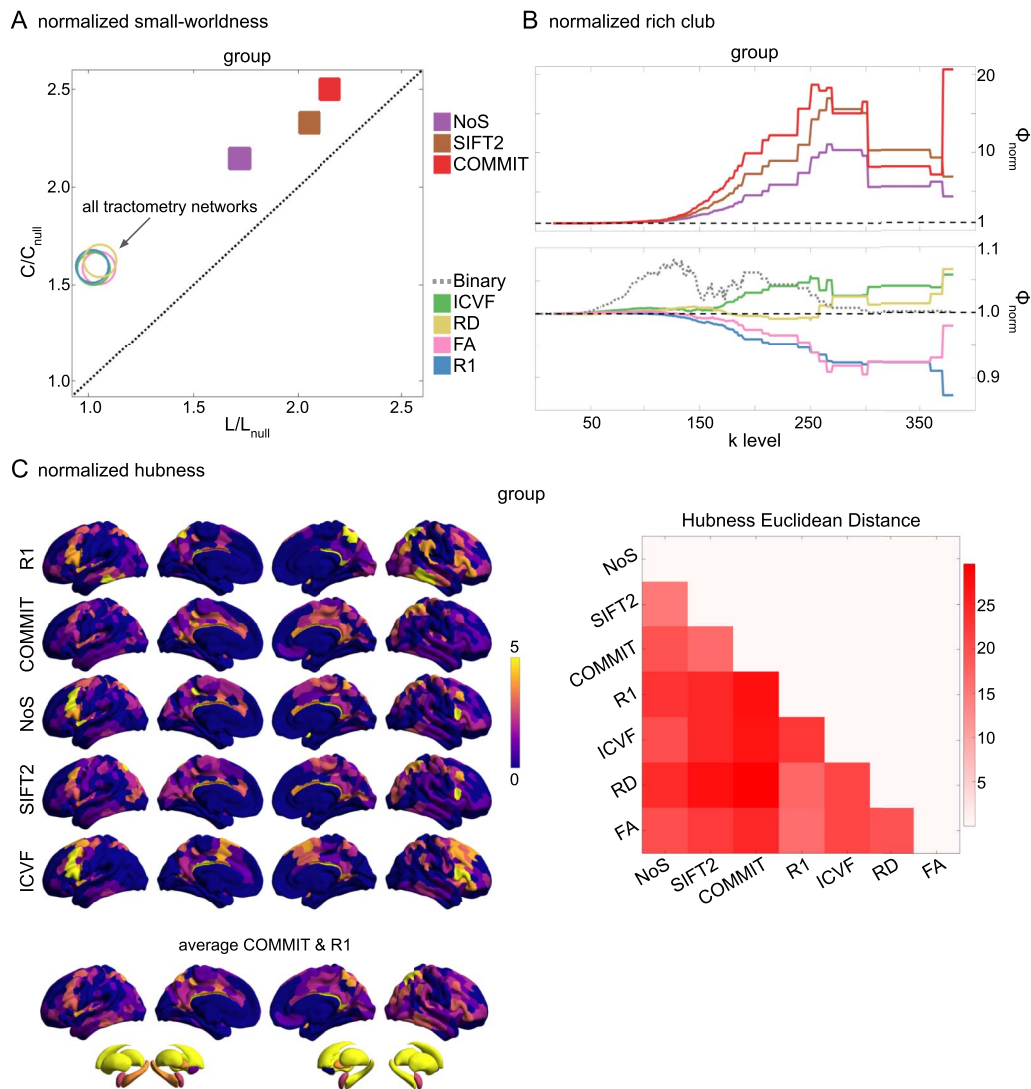 A normalized small-worldness
group
2.5
2.0
1.5
1.0
C/Cnull
1.0
1.5
2.0
2.5
L/Lnull
all tractometry networks
NoS
SIFT2
COMMIT
Binary
ICVF
RD
FA
R1
B normalized rich club
group
20
10
1
Φnorm
1.1
1.0
0.9
Φnorm
50
150
250
350
k level
C normalized hubness
group
R1
COMMIT
NoS
SIFT2
ICVF
5
0
average COMMIT & R1
Hubness Euclidean Distance
NoS
SIFT2
COMMIT
R1
ICVF
RD
FA
NoS
SIFT2
COMMIT
R1
ICVF
RD
FA
25
20
15
10
5